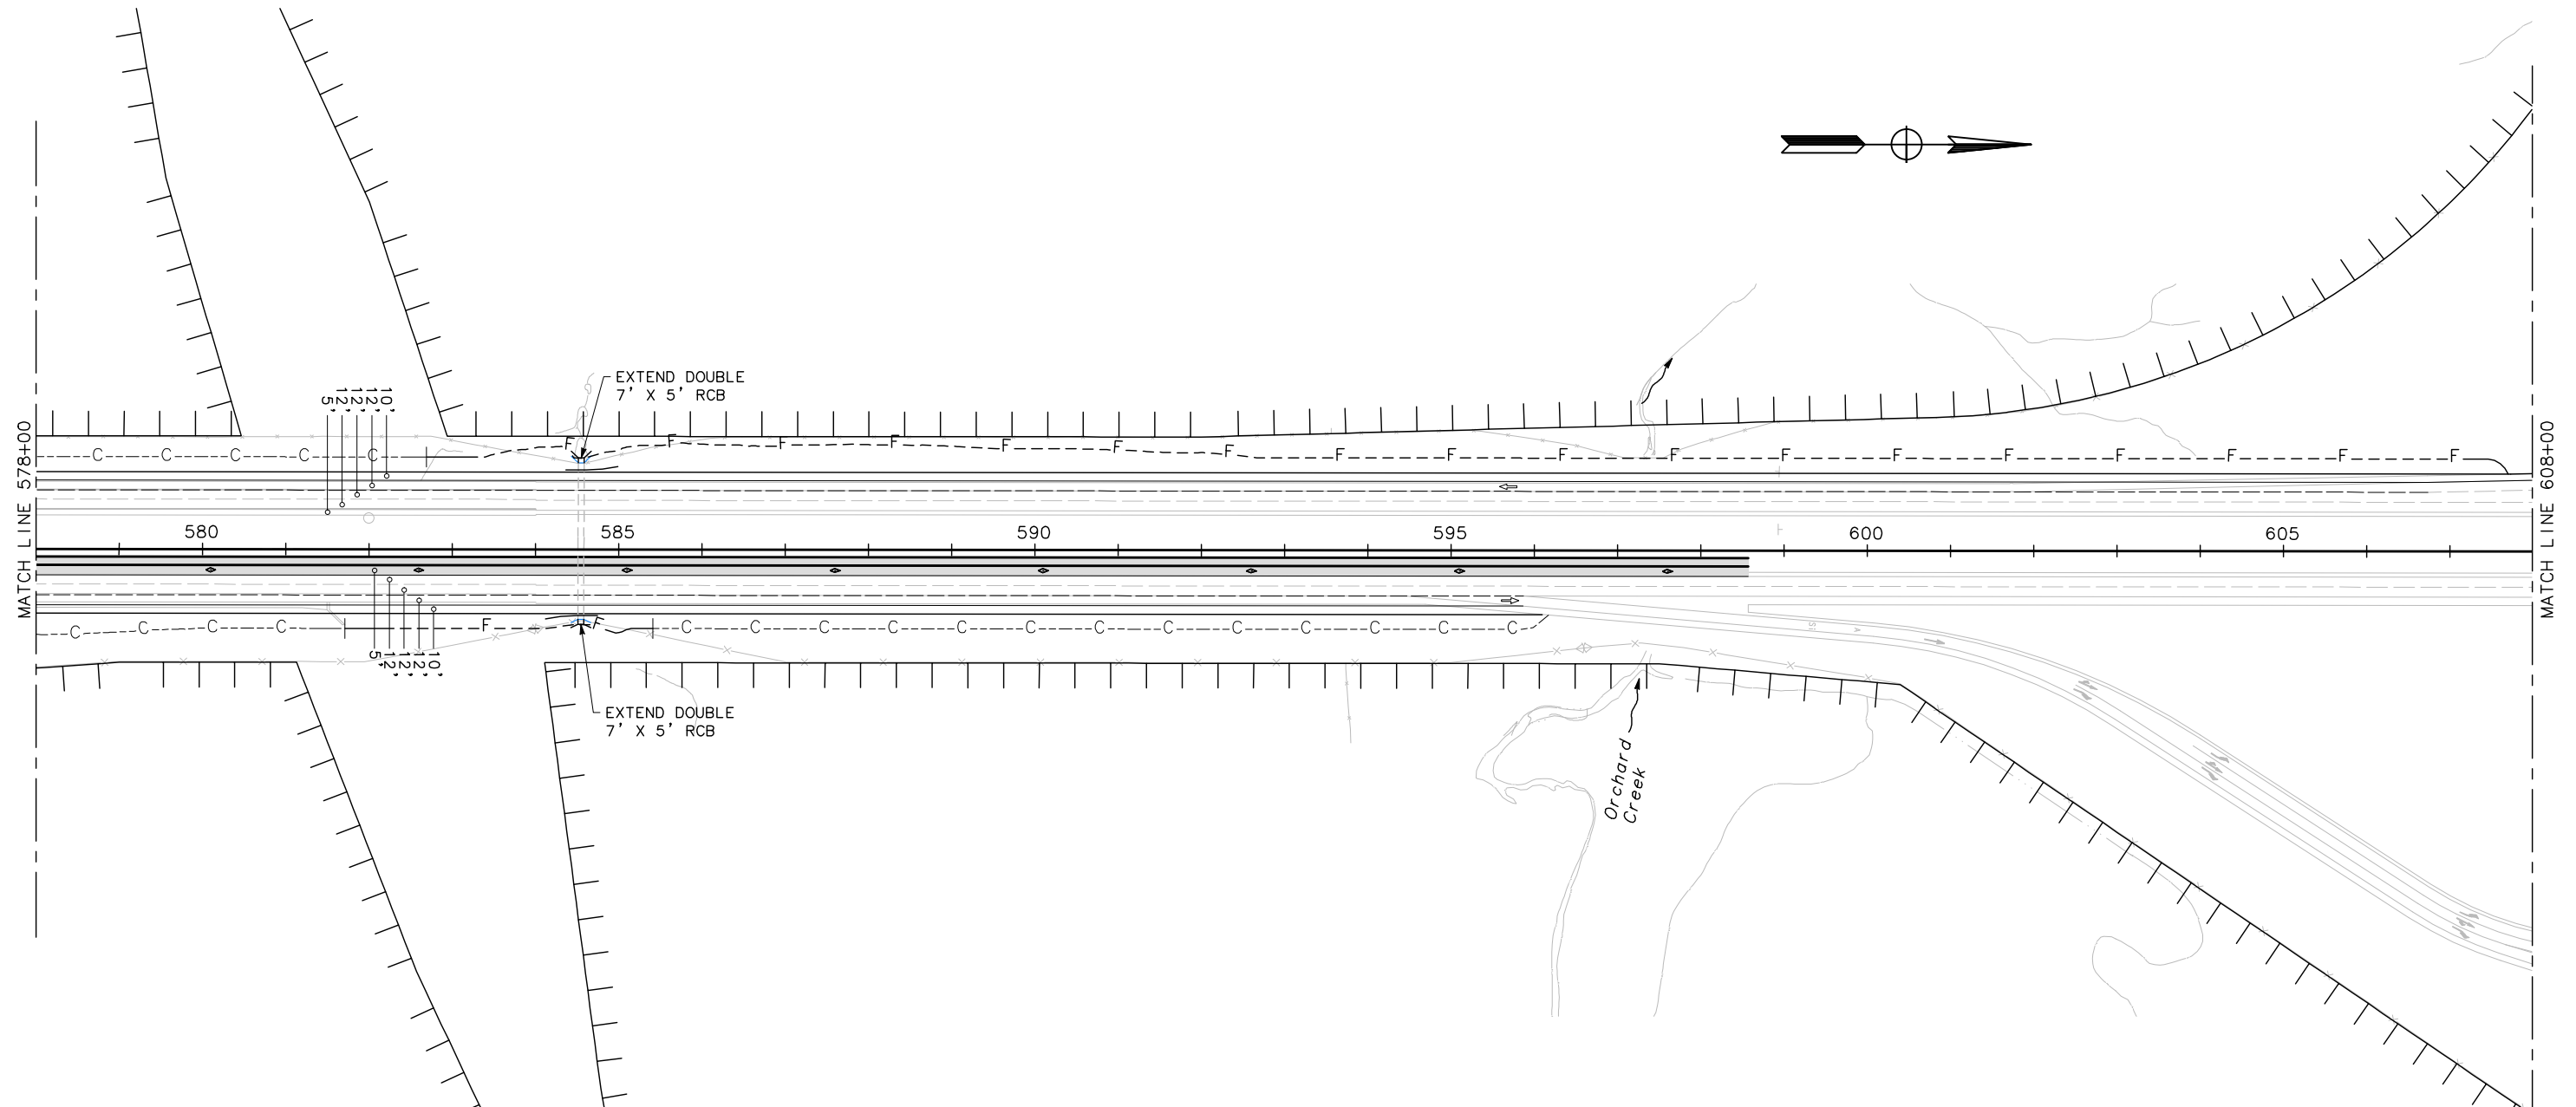 EXTEND DOUBLE
7' X 5' RCB
10'
12'
12'
12'
5'
MATCH LINE 578+00
MATCH LINE 608+00
C C C C C
F F F F F F F F F F F F F F F F F F
580 585 590 595 600 605
C C C C F F C C C C C C C C C C C C C
5'
12'
12'
12'
10'
EXTEND DOUBLE
7' X 5' RCB
Orchard
Creek